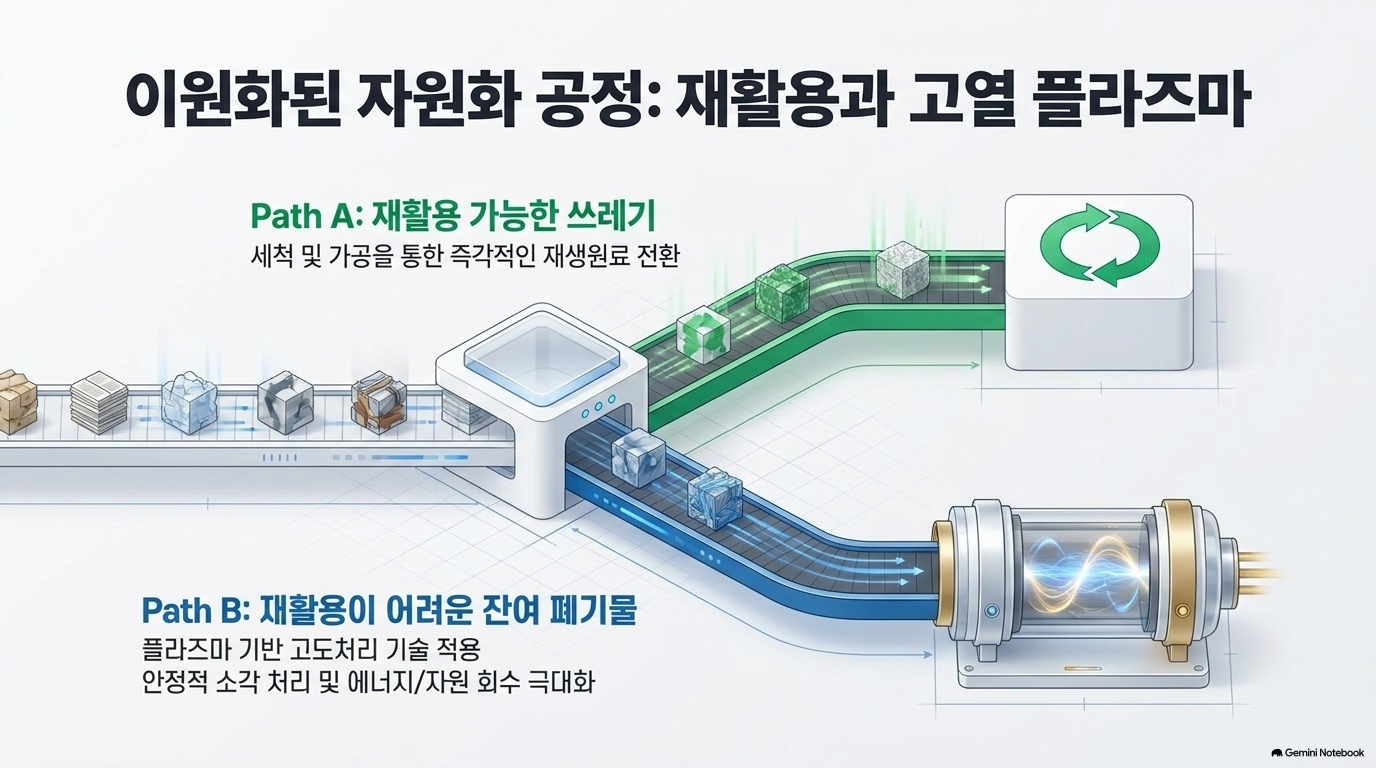 이원화된 자원화 공정: 재활용과 고열 플라즈마
Path A: 재활용 가능한 쓰레기
세척 및 가공을 통한 즉각적인 재생원료 전환
Path B: 재활용이 어려운 잔여 폐기물
플라즈마 기반 고도처리 기술 적용
안정적 소각 처리 및 에너지/자원 회수 극대화
Gemini Notebook